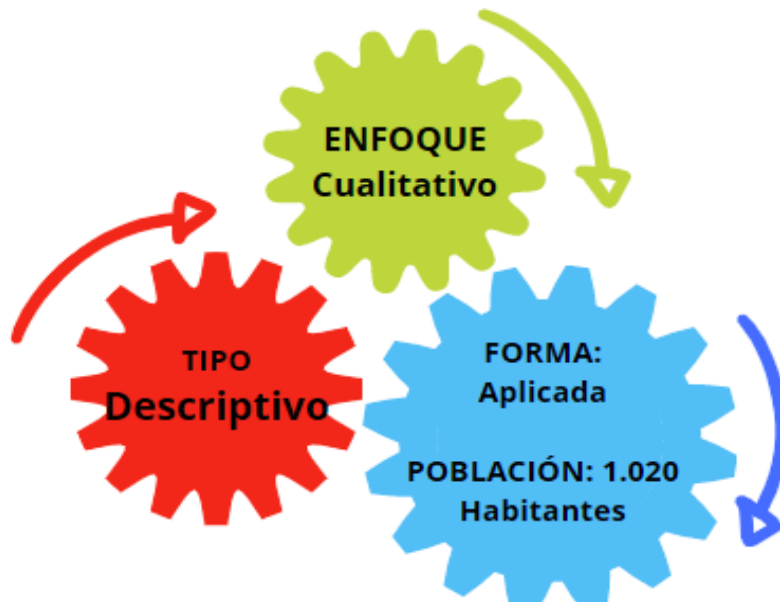 ENFOQUE
Cualitativo
TIPO
Descriptivo
FORMA:
Aplicada
POBLACIÓN: 1.020
Habitantes